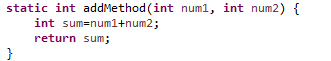 static int addMethod(int num1, int num2) {
    int sum=num1+num2;
    return sum;
}